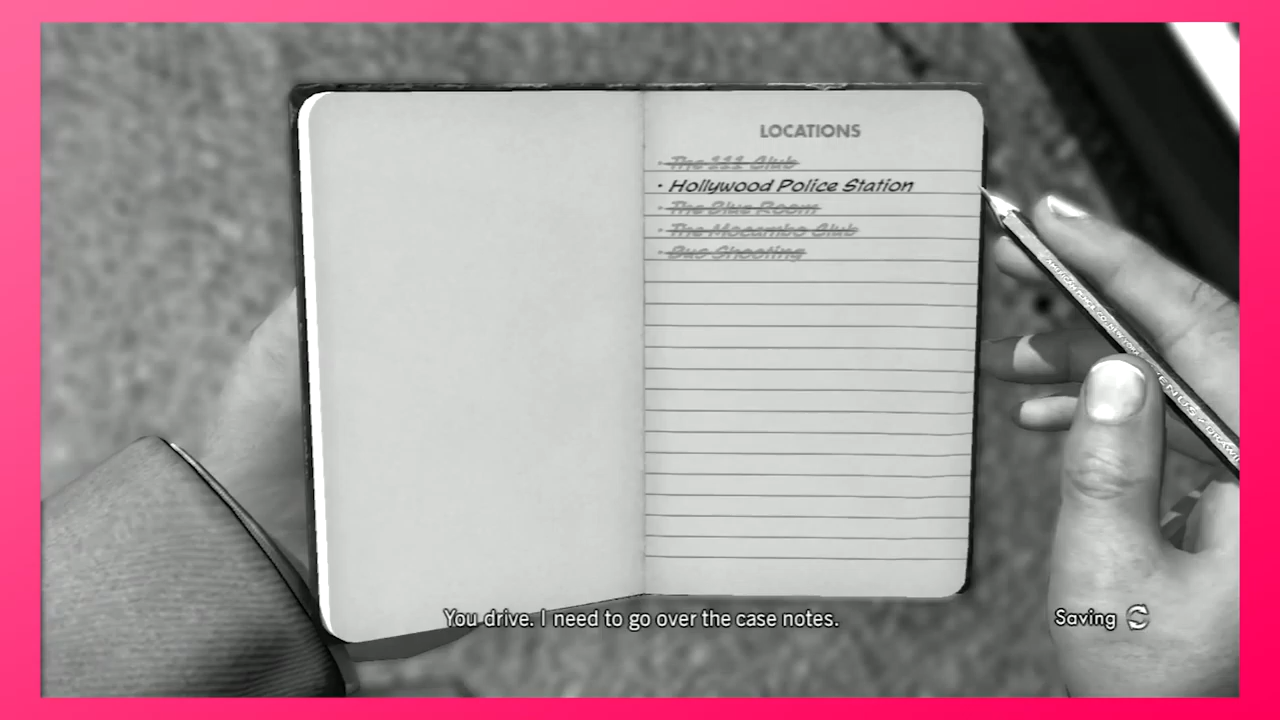 LOCATIONS
· The 111 Club
· Hollywood Police Station
· The Blue Room
· The Mocambo Club
· Bus Shooting
You drive. I need to go over the case notes.
Saving